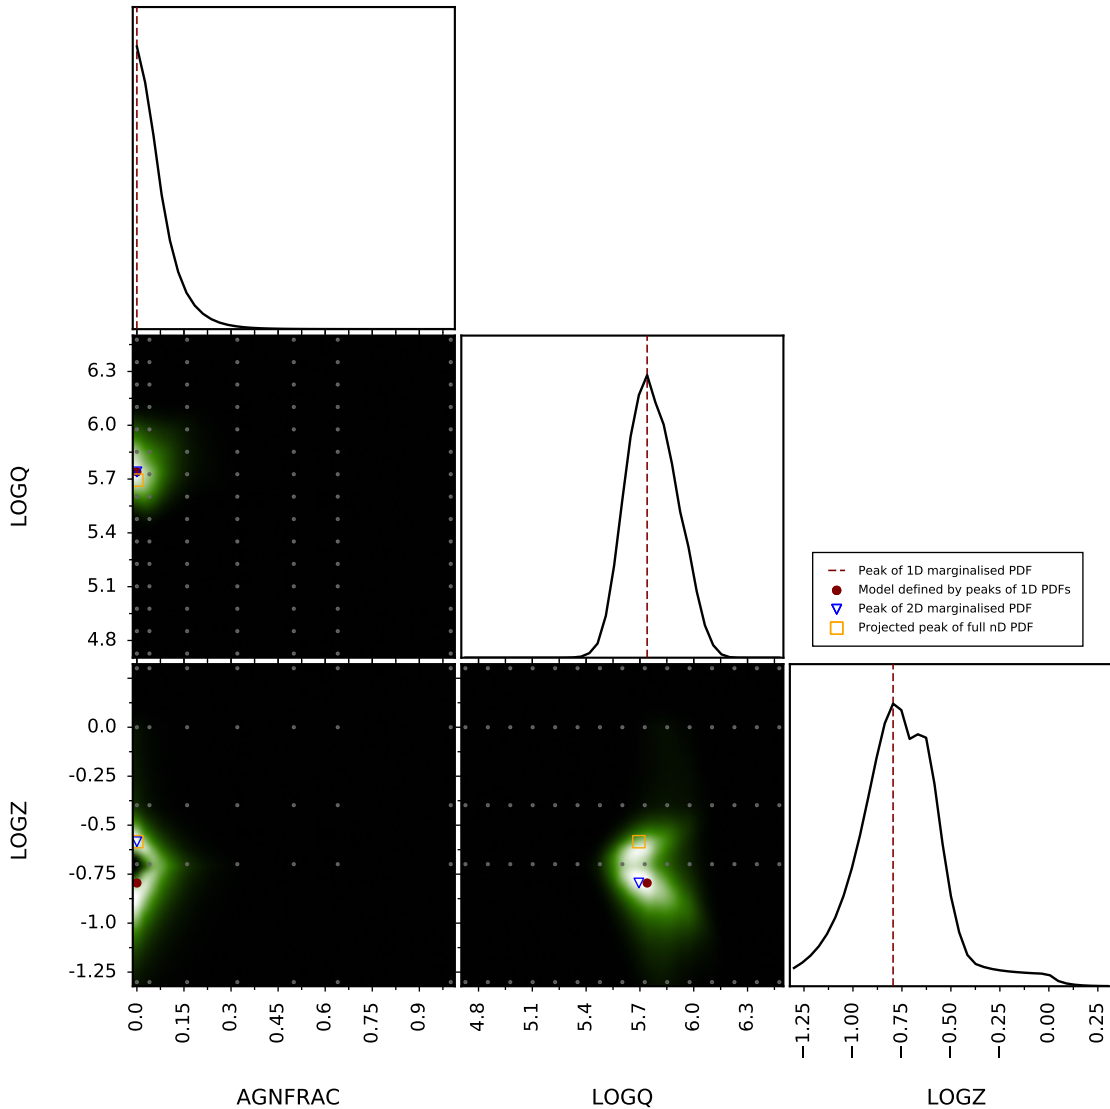 6.3
6.0
5.7
5.4
5.1
4.8
LOGQ
Peak of 1D marginalised PDF
Model defined by peaks of 1D PDFs
Peak of 2D marginalised PDF
Projected peak of full nD PDF
0.0
-0.25
-0.5
-0.75
-1.0
-1.25
LOGZ
0.0 0.15 0.3 0.45 0.6 0.75 0.9
4.8 5.1 5.4 5.7 6.0 6.3
−1.25 −1.00 −0.75 −0.50 −0.25 0.00 0.25
AGNFRAC
LOGQ
LOGZ